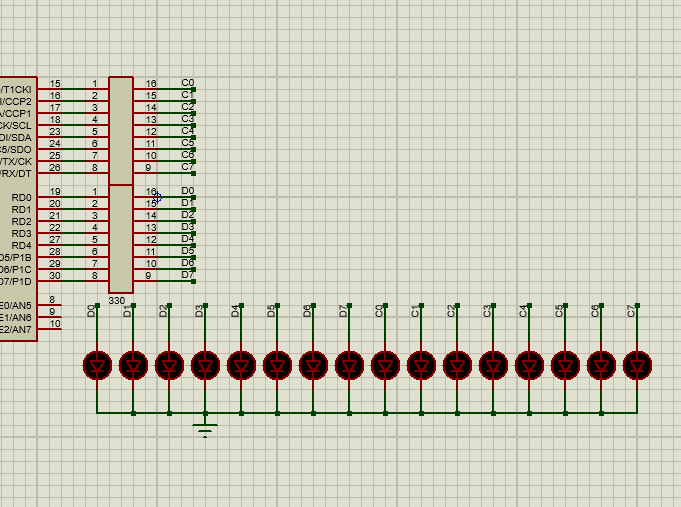 /T1CKI 15 1 16 C0
I/CCP2 16 2 15 C1
A/CCP1 17 3 14 C2
CK/SCL 18 4 13 C3
DI/SDA 23 5 12 C4
C5/SDO 24 6 11 C5
/TX/CK 25 7 10 C6
/RX/DT 26 8 9 C7
RD0 19 1 16 D0
RD1 20 2 15 D1
RD2 21 3 14 D2
RD3 22 4 13 D3
RD4 27 5 12 D4
D5/P1B 28 6 11 D5
D6/P1C 29 7 10 D6
D7/P1D 30 8 9 D7
330
E0/AN5 8
E1/AN6 9
E2/AN7 10
D0 D1 D2 D3 D4 D5 D6 D7 C0 C1 C2 C3 C4 C5 C6 C7